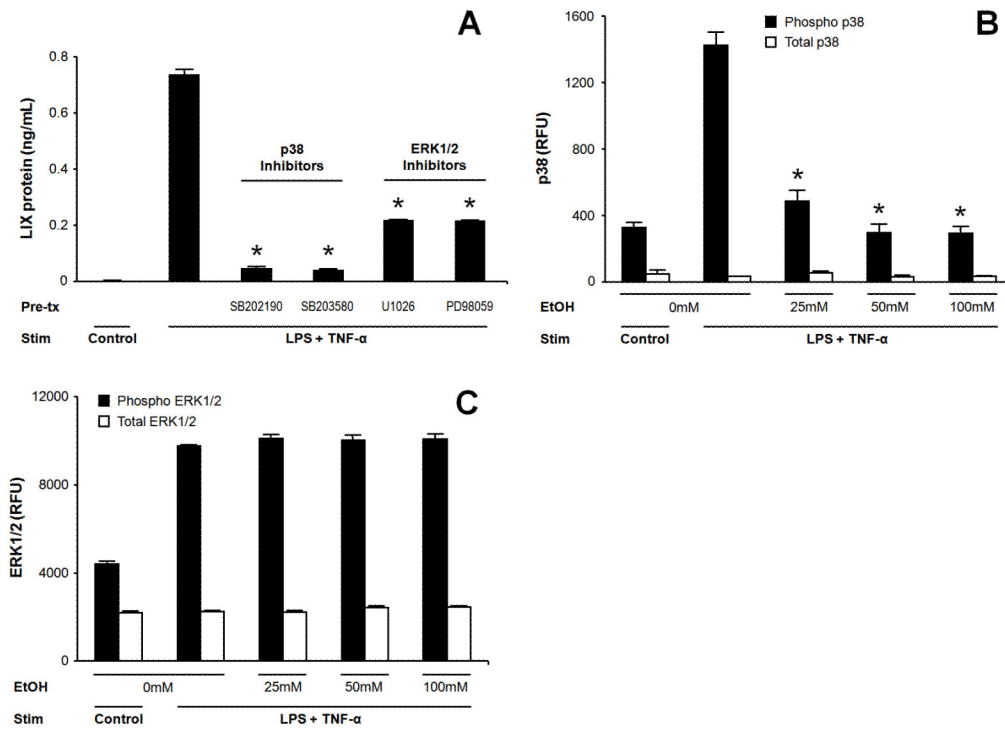 A
LIX protein (ng/mL)
0.8
0.6
0.4
0.2
0
p38
Inhibitors
ERK1/2
Inhibitors
* * * *
Pre-tx SB202190 SB203580 U1026 PD98059
Stim Control LPS + TNF-α
B
Phospho p38
Total p38
p38 (RFU)
1600
1200
800
400
0
* * *
EtOH 0mM 25mM 50mM 100mM
Stim Control LPS + TNF-α
C
Phospho ERK1/2
Total ERK1/2
ERK1/2 (RFU)
12000
8000
4000
0
EtOH 0mM 25mM 50mM 100mM
Stim Control LPS + TNF-α